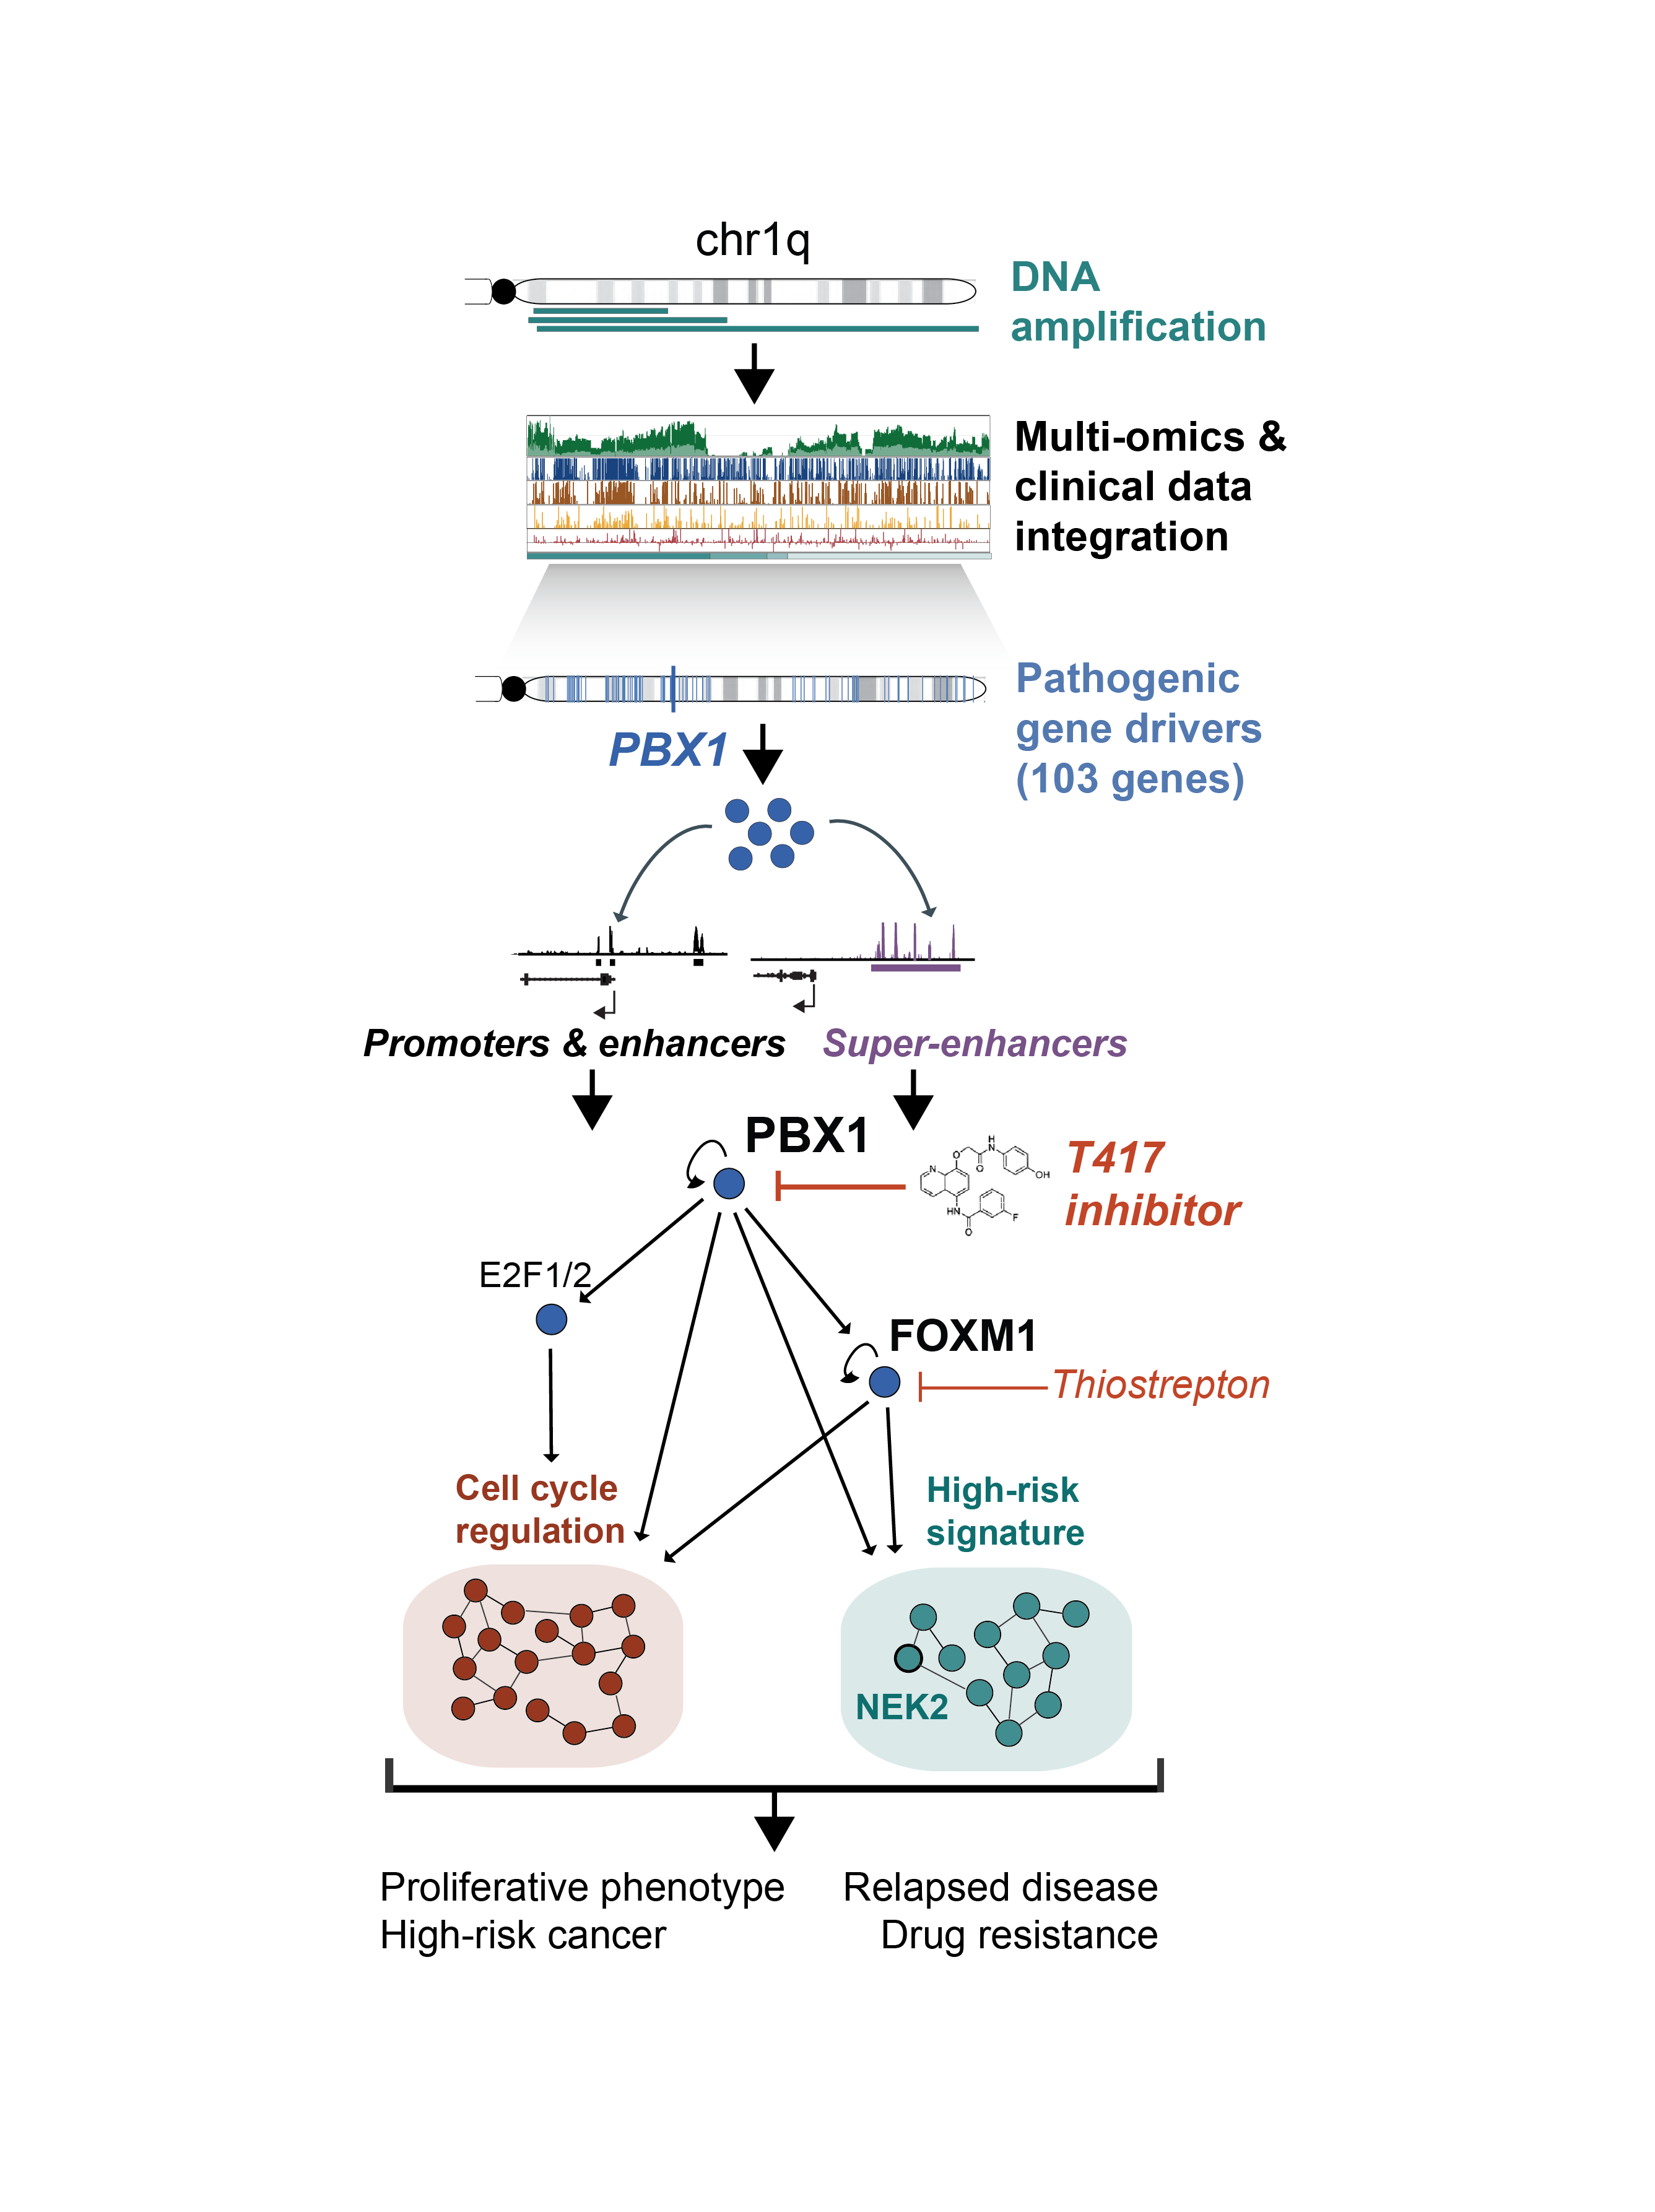 chr1q
DNA
amplification
Multi-omics &
clinical data
integration
Pathogenic
gene drivers
(103 genes)
PBX1
Promoters & enhancers
Super-enhancers
PBX1
T417
inhibitor
H
N
O
O
N
OH
HN
O
F
E2F1/2
FOXM1
Thiostrepton
Cell cycle
regulation
High-risk
signature
NEK2
Proliferative phenotype
High-risk cancer
Relapsed disease
Drug resistance